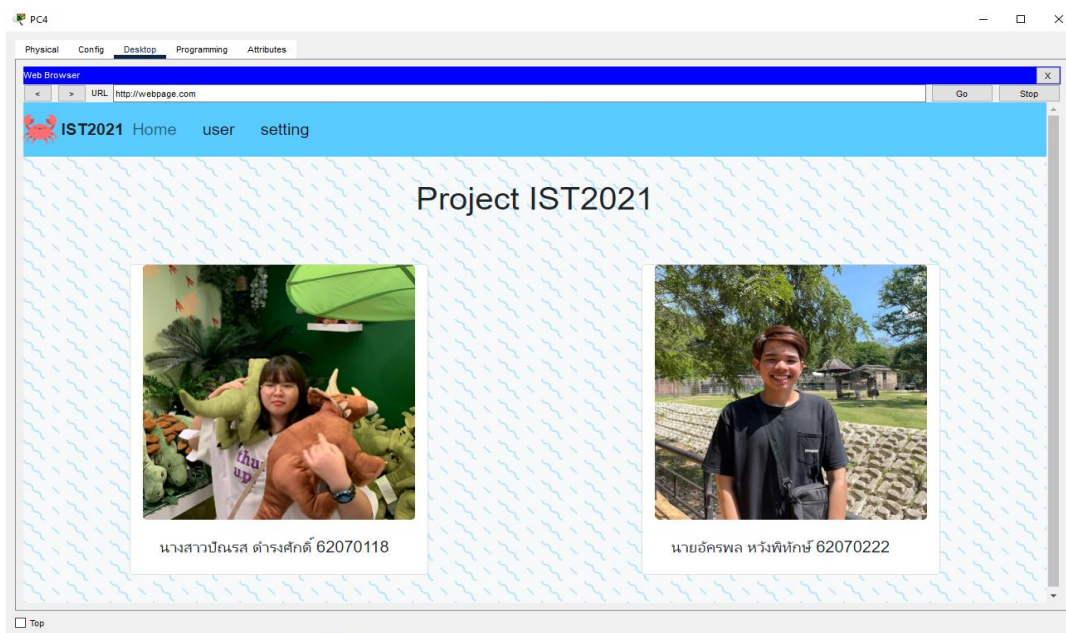 PC4
Physical Config Desktop Programming Attributes
Web Browser X
< > URL http://webpage.com Go Stop
IST2021 Home user setting
Project IST2021
thu
up
นางสาวปัณรส ดำรงศักดิ์ 62070118
นายอัครพล หวังพิทักษ์ 62070222
Top